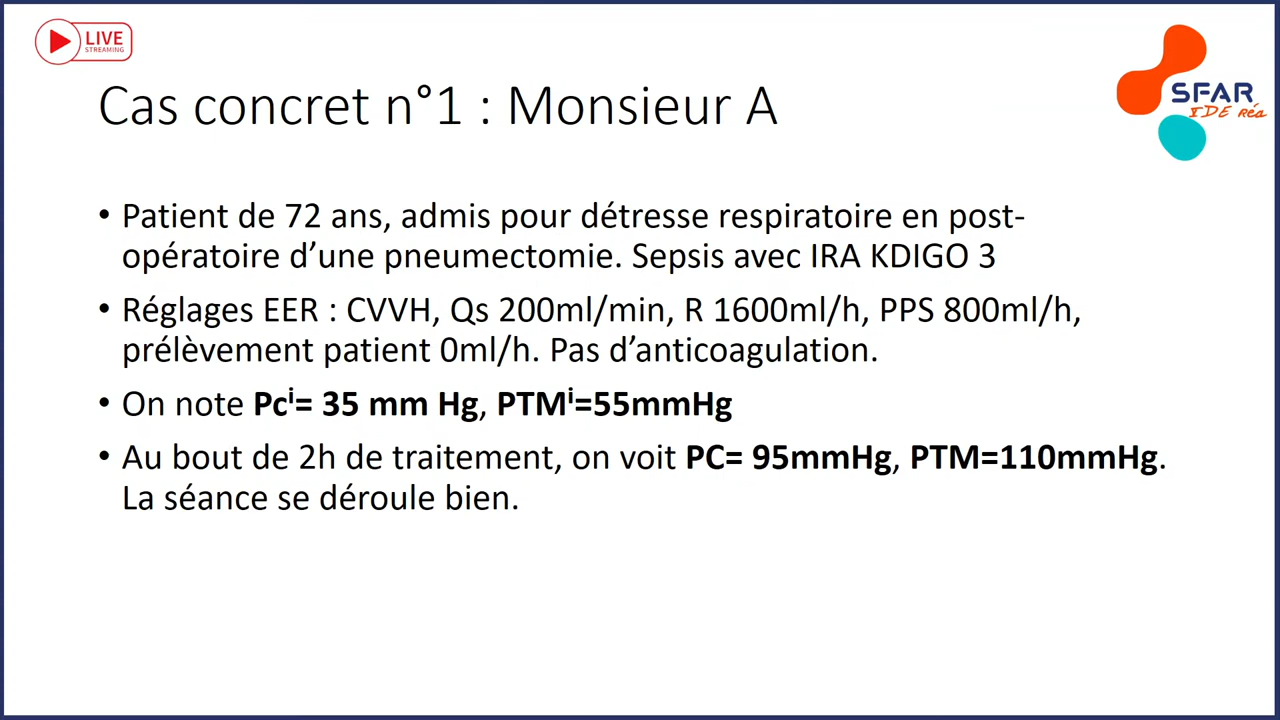 LIVE
STREAMING
SFAR
IDE réa
Cas concret n°1 : Monsieur A
• Patient de 72 ans, admis pour détresse respiratoire en post-
opératoire d’une pneumectomie. Sepsis avec IRA KDIGO 3
• Réglages EER : CVVH, Qs 200ml/min, R 1600ml/h, PPS 800ml/h,
prélèvement patient 0ml/h. Pas d’anticoagulation.
• On note Pcⁱ= 35 mm Hg, PTMⁱ=55mmHg
• Au bout de 2h de traitement, on voit PC= 95mmHg, PTM=110mmHg.
La séance se déroule bien.